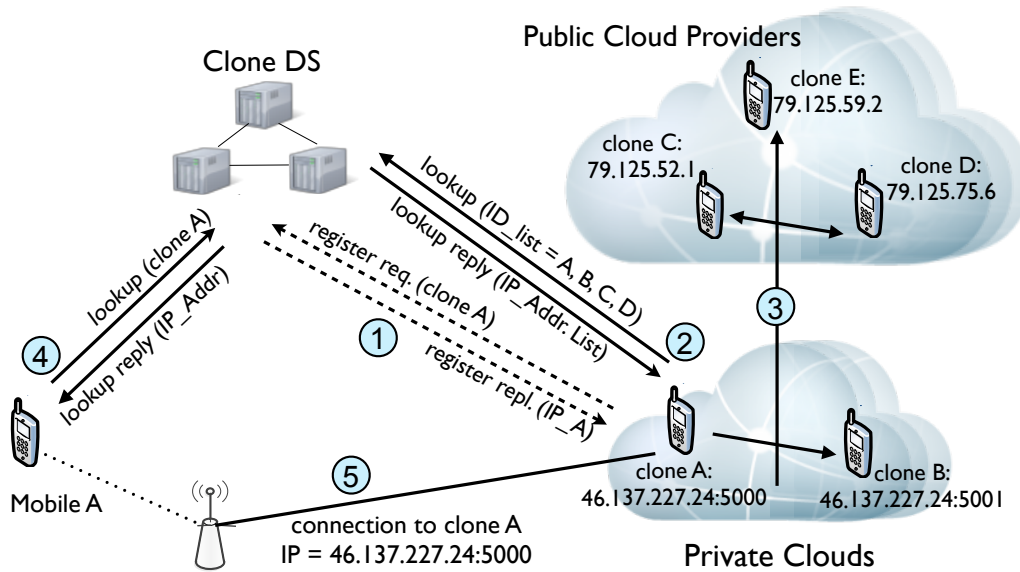 Public Cloud Providers
Clone DS
clone E:
79.125.59.2
clone C:
79.125.52.1
clone D:
79.125.75.6
lookup (ID_list = A, B, C, D)
lookup reply (IP_Addr. List)
register req. (clone A)
register repl. (IP_A)
lookup (clone A)
lookup reply (IP_Addr)
1
2
3
4
5
Mobile A
connection to clone A
IP = 46.137.227.24:5000
clone A:
46.137.227.24:5000
clone B:
46.137.227.24:5001
Private Clouds